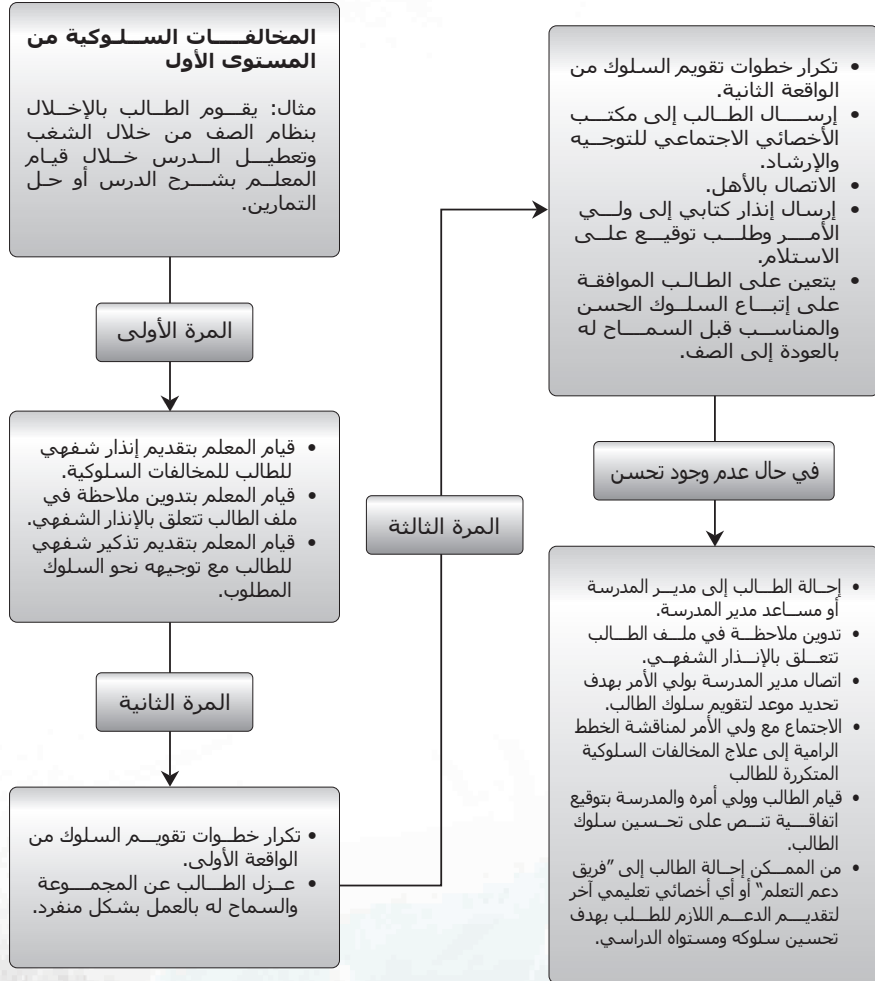 المخالفات السلوكية من
المستوى الأول
مثال: يقوم الطالب بالإخلال
بنظام الصف من خلال الشغب
وتعطيل الدرس خلال قيام
المعلم بشرح الدرس أو حل
التمارين.
المرة الأولى
• قيام المعلم بتقديم إنذار شفهي
للطالب للمخالفات السلوكية.
• قيام المعلم بتدوين ملاحظة في
ملف الطالب تتعلق بالإنذار الشفهي.
• قيام المعلم بتقديم تذكير شفهي
للطالب مع توجيهه نحو السلوك
المطلوب.
المرة الثانية
• تكرار خطوات تقويم السلوك من
الواقعة الأولى.
• عزل الطالب عن المجموعة
والسماح له بالعمل بشكل منفرد.
المرة الثالثة
• تكرار خطوات تقويم السلوك من
الواقعة الثانية.
• إرسال الطالب إلى مكتب
الأخصائي الاجتماعي للتوجيه
والإرشاد.
• الاتصال بالأهل.
• إرسال إنذار كتابي إلى ولي
الأمر وطلب توقيع على
الاستلام.
• يتعين على الطالب الموافقة
على إتباع السلوك الحسن
والمناسب قبل السماح له
بالعودة إلى الصف.
في حال عدم وجود تحسن
• إحالة الطالب إلى مدير المدرسة
أو مساعد مدير المدرسة.
• تدوين ملاحظة في ملف الطالب
تتعلق بالإنذار الشفهي.
• اتصال مدير المدرسة بولي الأمر بهدف
تحديد موعد لتقويم سلوك الطالب.
• الاجتماع مع ولي الأمر لمناقشة الخطط
الرامية إلى علاج المخالفات السلوكية
المتكررة للطالب
• قيام الطالب وولي أمره والمدرسة بتوقيع
اتفاقية تنص على تحسين سلوك
الطالب.
• من الممكن إحالة الطالب إلى "فريق
دعم التعلم" أو أي أخصائي تعليمي آخر
لتقديم الدعم اللازم للطلب بهدف
تحسين سلوكه ومستواه الدراسي.